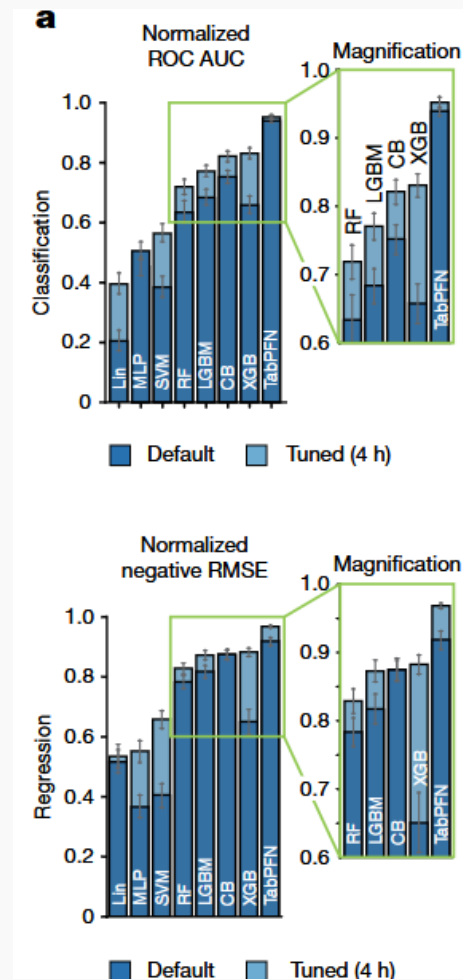 a
Normalized
ROC AUC
Magnification
Classification
1.0
0.8
0.6
0.4
0.2
0
Lin
MLP
SVM
RF
LGBM
CB
XGB
TabPFN
1.0
0.9
0.8
0.7
0.6
RF
LGBM
CB
XGB
TabPFN
Default
Tuned (4 h)
Normalized
negative RMSE
Magnification
Regression
1.0
0.8
0.6
0.4
0.2
0
Lin
MLP
SVM
RF
LGBM
CB
XGB
TabPFN
1.0
0.9
0.8
0.7
0.6
RF
LGBM
CB
XGB
TabPFN
Default
Tuned (4 h)